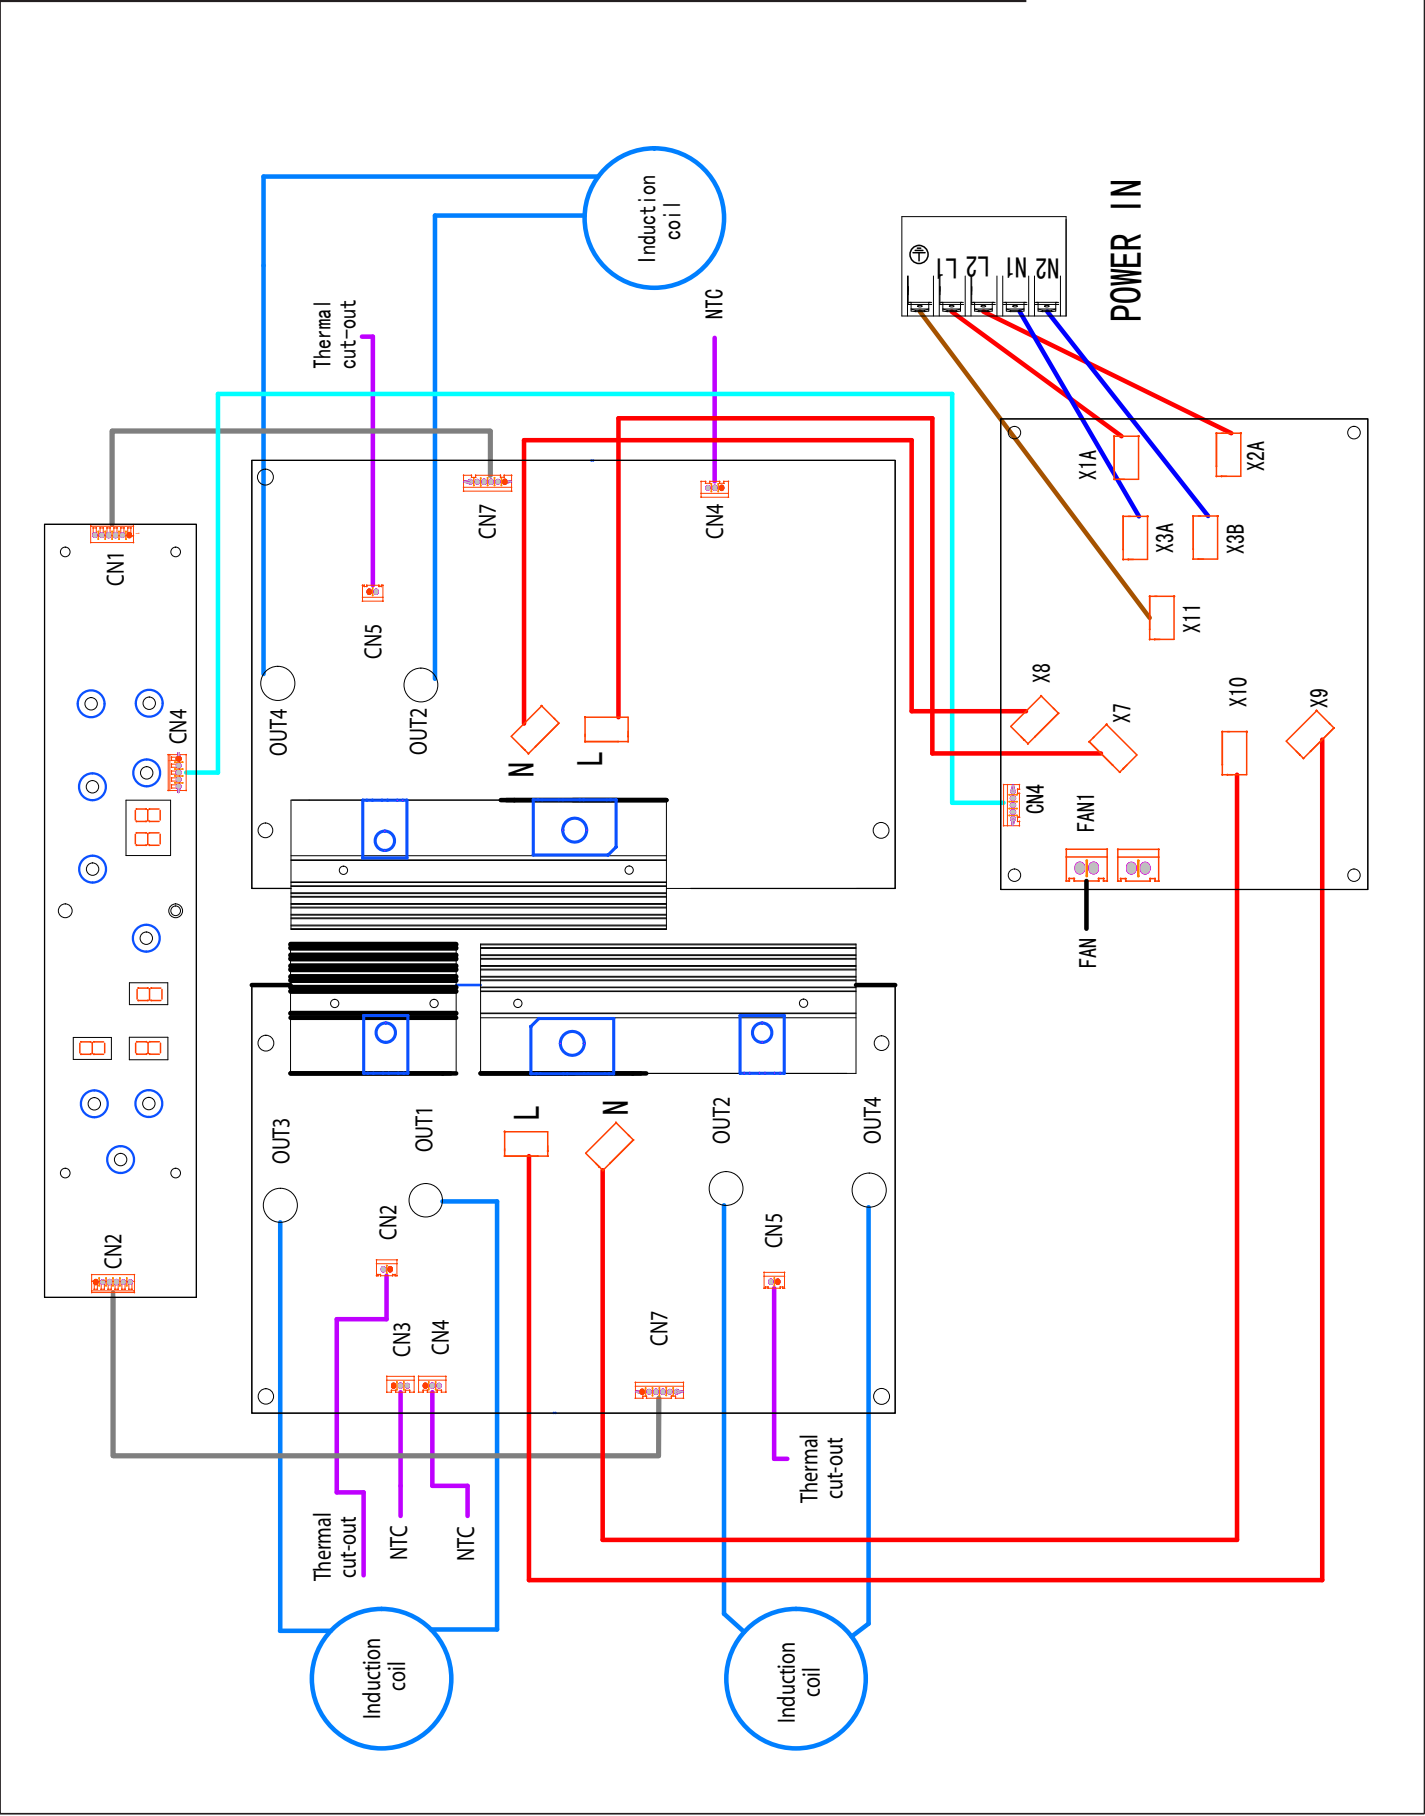 Induction
coil
Thermal
cut-out
NTC
L1
L2
N1
N2
POWER IN
CN1
CN7
CN4
CN5
X1A
X2A
X3A
X3B
X11
CN4
OUT4
OUT2
N
L
X8
X7
X10
X9
CN4
FAN1
FAN
OUT3
OUT1
L
N
OUT2
OUT4
CN2
CN2
CN5
CN3
CN4
CN7
Thermal
cut-out
NTC
NTC
Thermal
cut-out
Induction
coil
Induction
coil